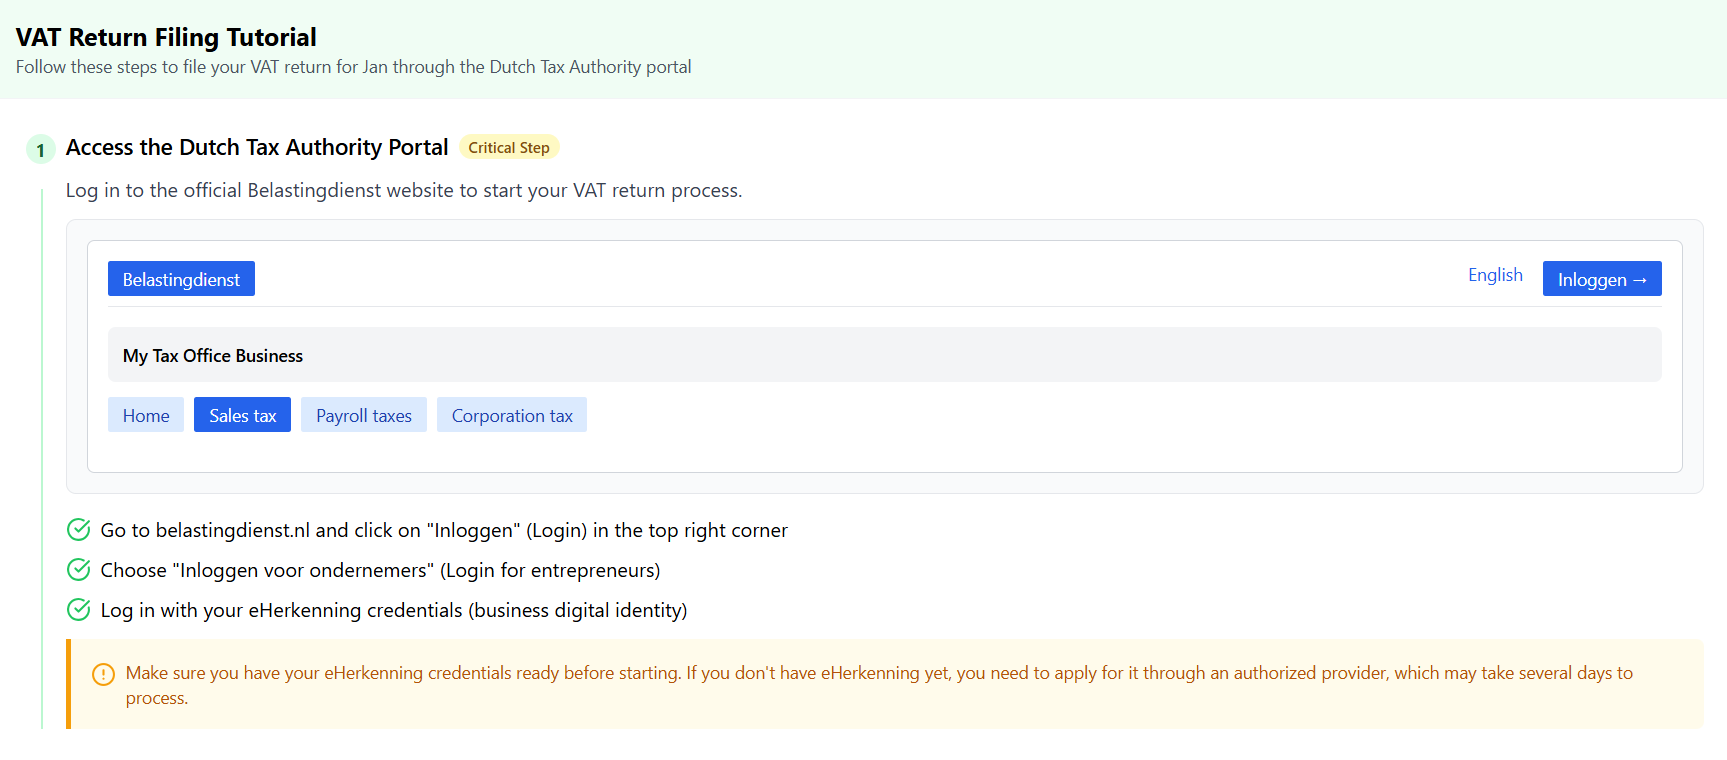 VAT Return Filing Tutorial
Follow these steps to file your VAT return for Jan through the Dutch Tax Authority portal
1 Access the Dutch Tax Authority Portal Critical Step
Log in to the official Belastingdienst website to start your VAT return process.
Belastingdienst English Inloggen →
My Tax Office Business
Home Sales tax Payroll taxes Corporation tax
Go to belastingdienst.nl and click on "Inloggen" (Login) in the top right corner
Choose "Inloggen voor ondernemers" (Login for entrepreneurs)
Log in with your eHerkenning credentials (business digital identity)
Make sure you have your eHerkenning credentials ready before starting. If you don't have eHerkenning yet, you need to apply for it through an authorized provider, which may take several days to
process.